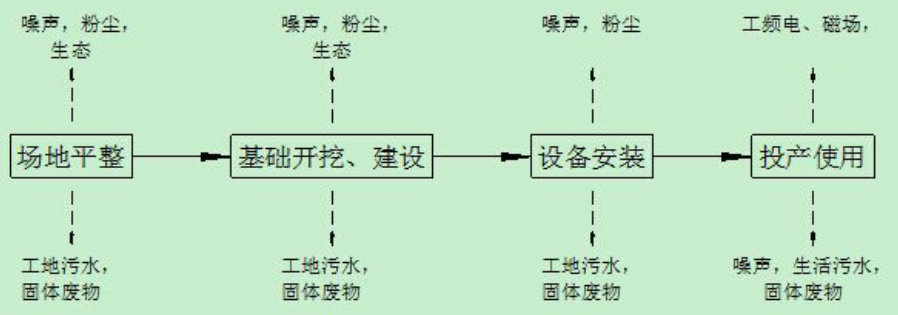 噪声，粉尘，
生态
噪声，粉尘，
生态
噪声，粉尘
工频电、磁场，
场地平整
基础开挖、建设
设备安装
投产使用
工地污水，
固体废物
工地污水，
固体废物
工地污水，
固体废物
噪声，生活污水，
固体废物